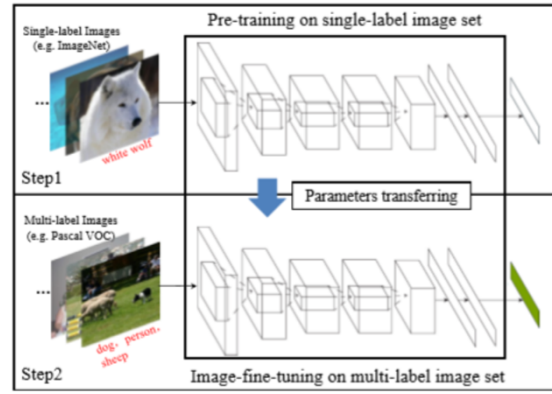 Pre-training on single-label image set
Single-label Images
(e.g. ImageNet)
...
white wolf
Step1
Parameters transferring
Multi-label Images
(e.g. Pascal VOC)
...
dog, person,
sheep
Step2
Image-fine-tuning on multi-label image set